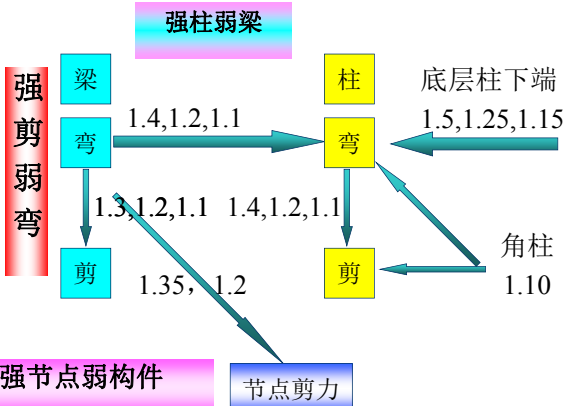 强柱弱梁
强剪弱弯
梁
柱
底层柱下端
1.4,1.2,1.1
1.5,1.25,1.15
弯
弯
1.3,1.2,1.1
1.4,1.2,1.1
剪
剪
角柱
1.35，1.2
1.10
强节点弱构件
节点剪力